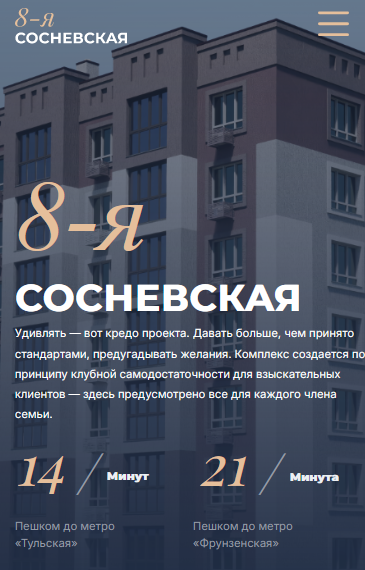 8-я
СОСНЕВСКАЯ
8-я
СОСНЕВСКАЯ
Удивлять — вот кредо проекта. Давать больше, чем принято
стандартами, предугадывать желания. Комплекс создается по
принципу клубной самодостаточности для взыскательных
клиентов — здесь предусмотрено все для каждого члена
семьи.
14 / Минут 21 / Минута
Пешком до метро Пешком до метро
«Тульская» «Фрунзенская»